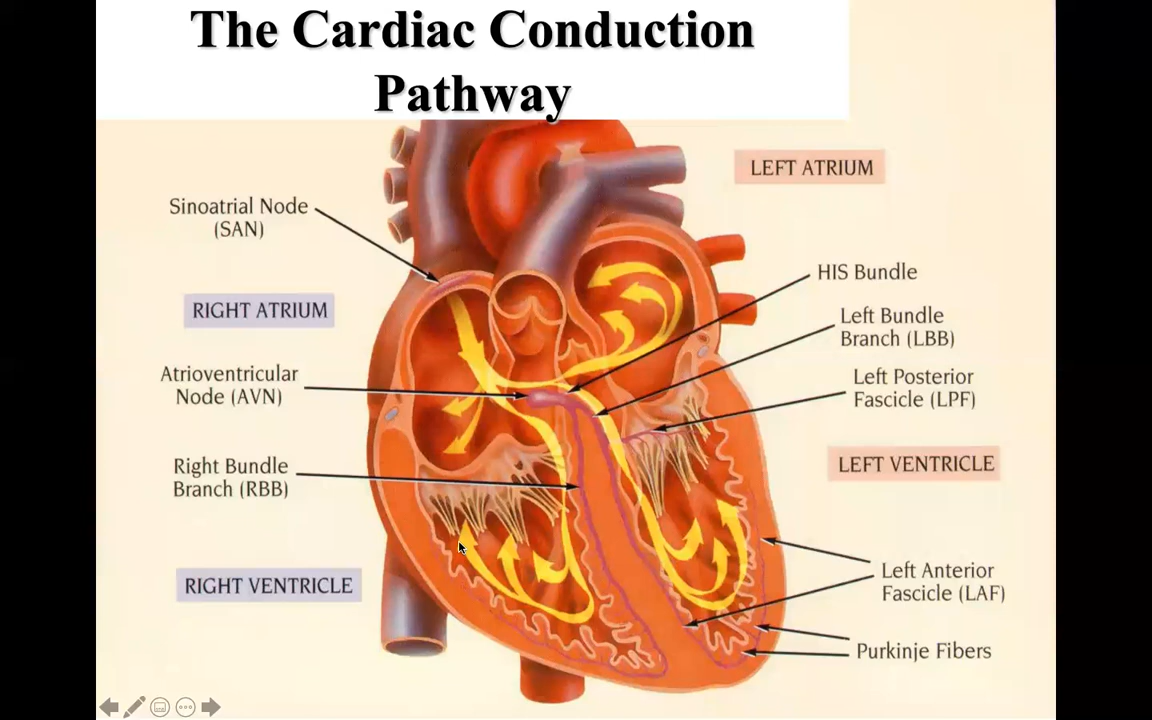 The Cardiac Conduction
Pathway
LEFT ATRIUM
Sinoatrial Node
(SAN)
HIS Bundle
RIGHT ATRIUM
Left Bundle
Branch (LBB)
Atrioventricular
Node (AVN)
Left Posterior
Fascicle (LPF)
Right Bundle
Branch (RBB)
LEFT VENTRICLE
RIGHT VENTRICLE
Left Anterior
Fascicle (LAF)
Purkinje Fibers